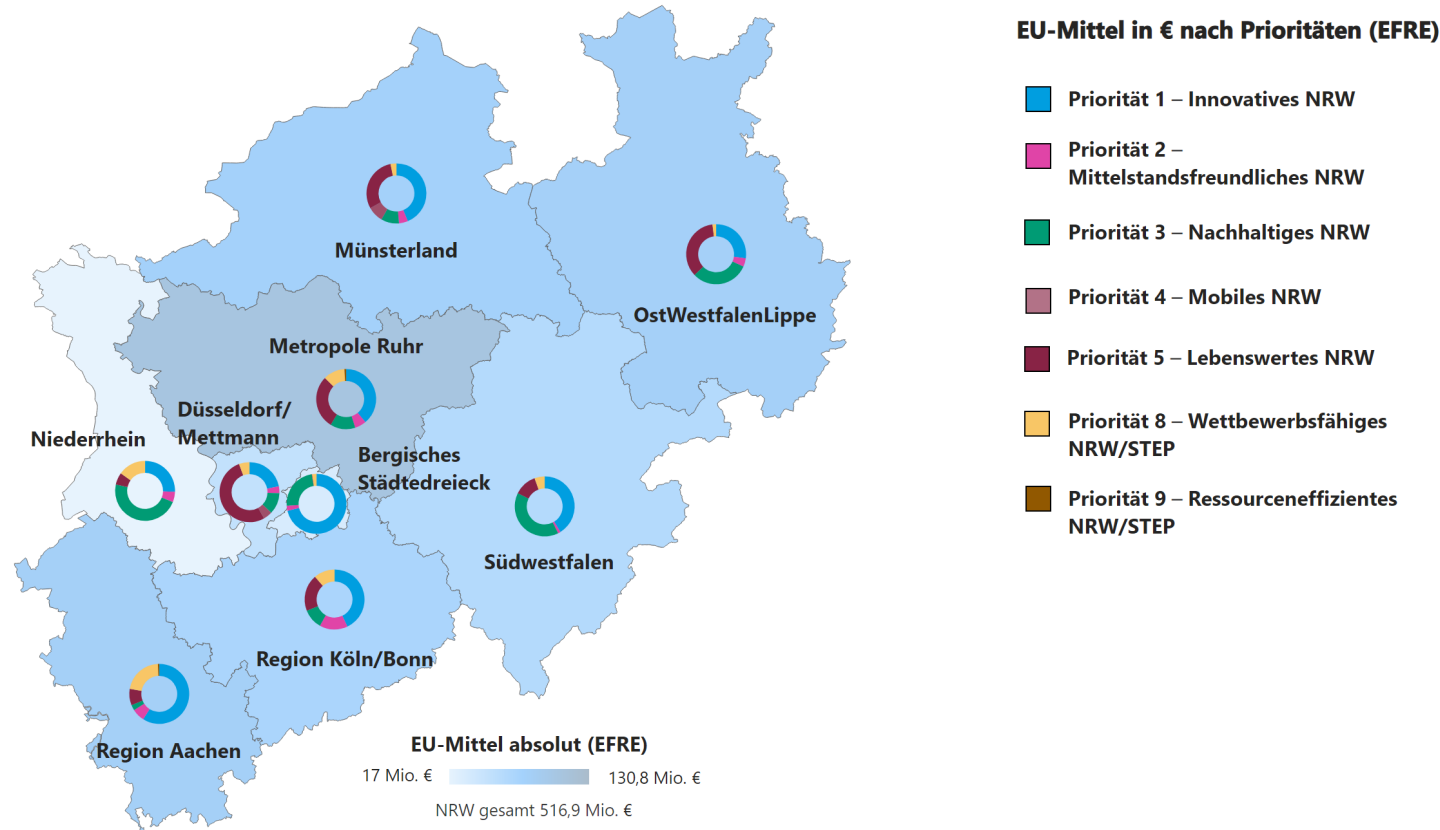 EU-Mittel in € nach Prioritäten (EFRE)
Priorität 1 – Innovatives NRW
Priorität 2 –
Mittelstandsfreundliches NRW
Priorität 3 – Nachhaltiges NRW
Priorität 4 – Mobiles NRW
Priorität 5 – Lebenswertes NRW
Priorität 8 – Wettbewerbsfähiges
NRW/STEP
Priorität 9 – Ressourceneffizientes
NRW/STEP
Münsterland
OstWestfalenLippe
Metropole Ruhr
Düsseldorf/
Mettmann
Niederrhein
Bergisches
Städtedreieck
Südwestfalen
Region Köln/Bonn
Region Aachen
EU-Mittel absolut (EFRE)
17 Mio. €
130,8 Mio. €
NRW gesamt 516,9 Mio. €